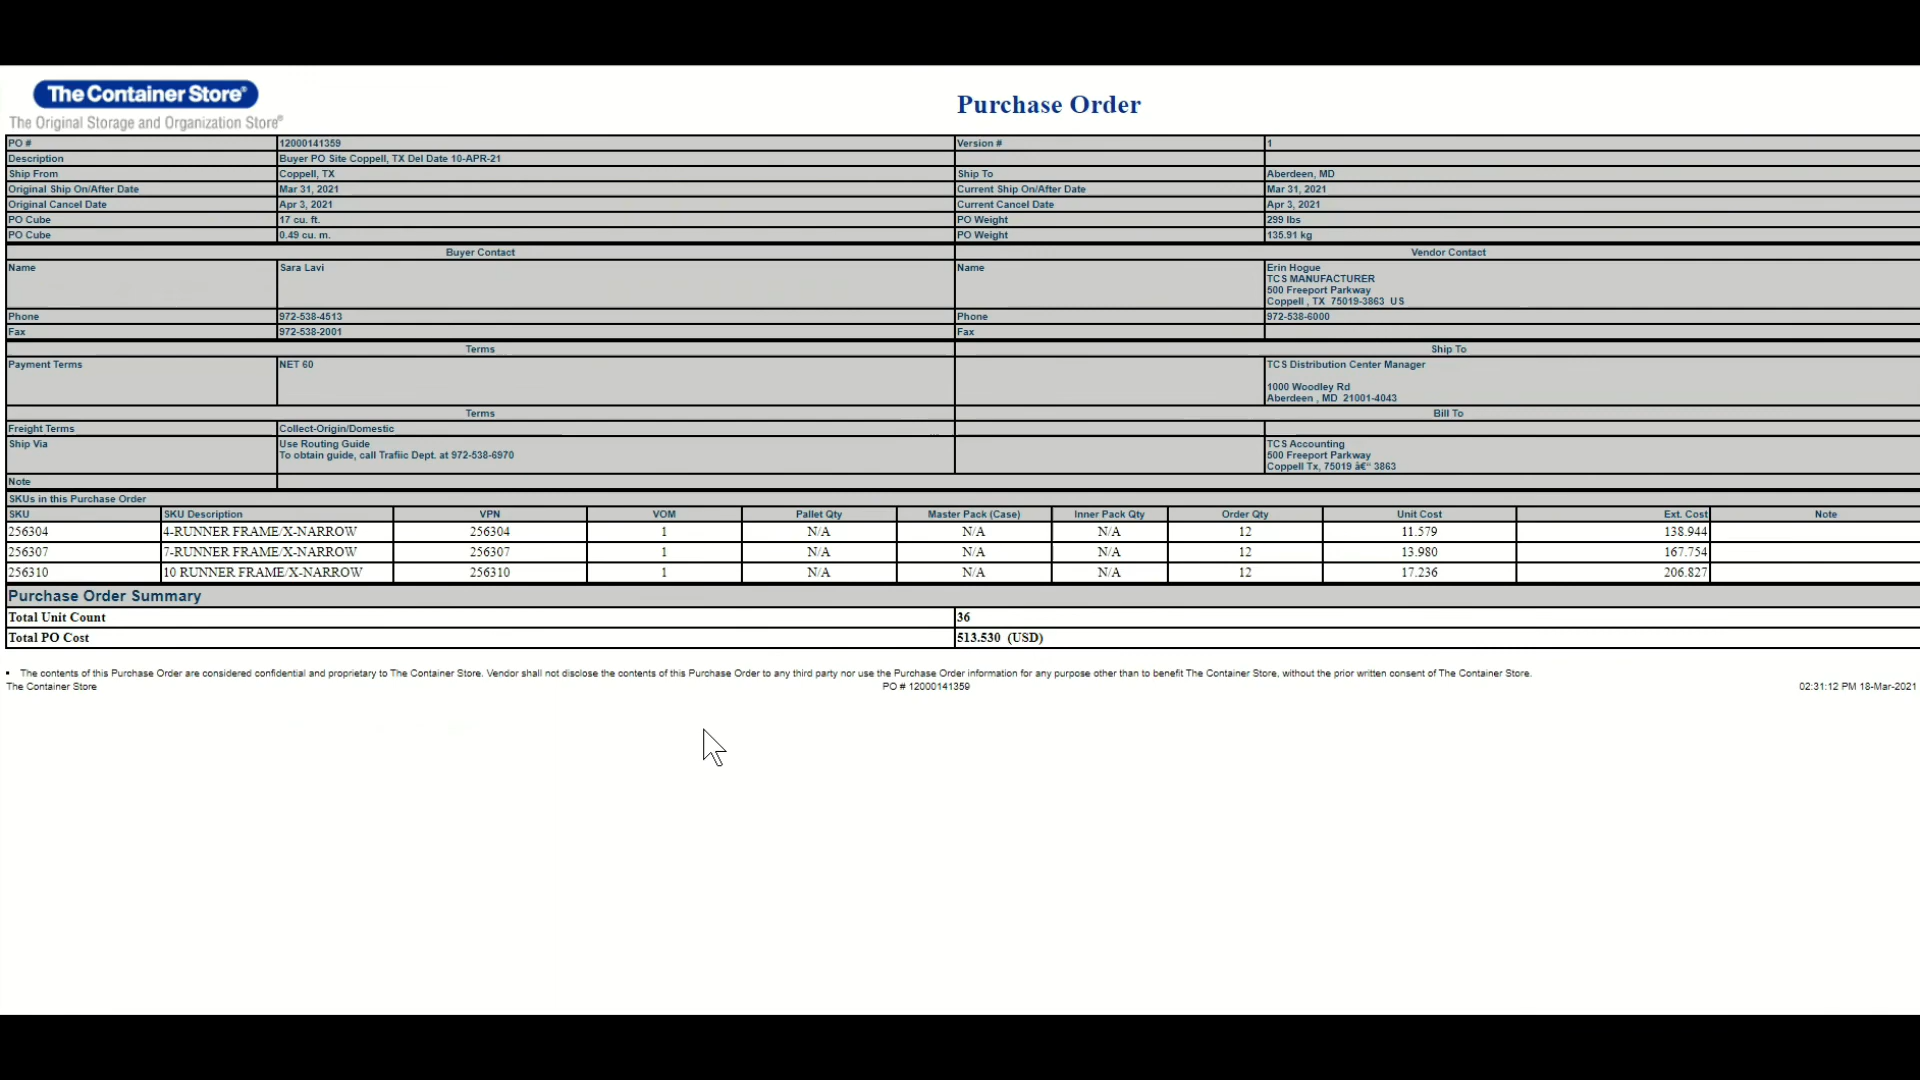 The Container Store®
The Original Storage and Organization Store®
Purchase Order
PO # 12000141359 Version # 1
Description Buyer PO Site Coppell, TX Del Date 10-APR-21
Ship From Coppell, TX Ship To Aberdeen, MD
Original Ship On/After Date Mar 31, 2021 Current Ship On/After Date Mar 31, 2021
Original Cancel Date Apr 3, 2021 Current Cancel Date Apr 3, 2021
PO Cube 17 cu. ft. PO Weight 299 lbs
PO Cube 0.49 cu. m. PO Weight 135.91 kg
Buyer Contact Vendor Contact
Name Sara Lavi Name Erin Hogue
TCS MANUFACTURER
500 Freeport Parkway
Coppell , TX 75019-3863 US
Phone 972-538-4513 Phone 972-538-6000
Fax 972-538-2001 Fax
Terms Ship To
Payment Terms NET 60 TCS Distribution Center Manager
1000 Woodley Rd
Aberdeen , MD 21001-4043
Terms Bill To
Freight Terms Collect-Origin/Domestic
Ship Via Use Routing Guide TCS Accounting
To obtain guide, call Trafiic Dept. at 972-538-6970 500 Freeport Parkway
Coppell Tx, 75019 â€“ 3863
Note
SKUs in this Purchase Order
SKU SKU Description VPN VOM Pallet Qty Master Pack (Case) Inner Pack Qty Order Qty Unit Cost Ext. Cost Note
256304 4-RUNNER FRAME/X-NARROW 256304 1 N/A N/A N/A 12 11.579 138.944
256307 7-RUNNER FRAME/X-NARROW 256307 1 N/A N/A N/A 12 13.980 167.754
256310 10 RUNNER FRAME/X-NARROW 256310 1 N/A N/A N/A 12 17.236 206.827
Purchase Order Summary
Total Unit Count 36
Total PO Cost 513.530 (USD)
• The contents of this Purchase Order are considered confidential and proprietary to The Container Store. Vendor shall not disclose the contents of this Purchase Order to any third party nor use the Purchase Order information for any purpose other than to benefit The Container Store, without the prior written consent of The Container Store.
The Container Store PO # 12000141359 02:31:12 PM 18-Mar-2021